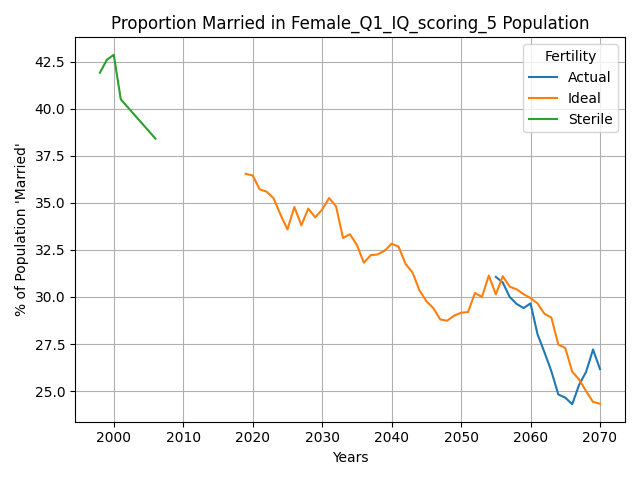 Proportion Married in Female_Q1_IQ_scoring_5 Population
% of Population 'Married'
42.5
40.0
37.5
35.0
32.5
30.0
27.5
25.0
Fertility
Actual
Ideal
Sterile
2000 2010 2020 2030 2040 2050 2060 2070
Years